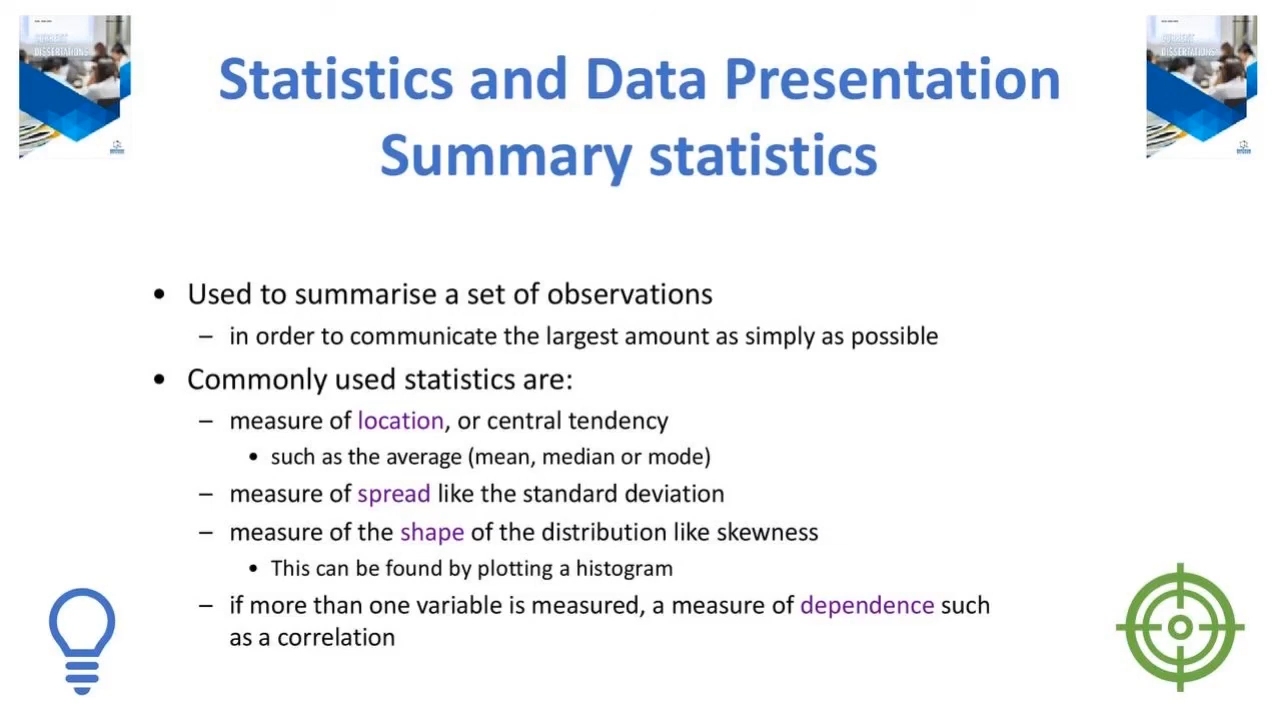 Statistics and Data Presentation
Summary statistics
• Used to summarise a set of observations
– in order to communicate the largest amount as simply as possible
• Commonly used statistics are:
– measure of location, or central tendency
• such as the average (mean, median or mode)
– measure of spread like the standard deviation
– measure of the shape of the distribution like skewness
• This can be found by plotting a histogram
– if more than one variable is measured, a measure of dependence such
as a correlation
CURRENT
DISSERTATIONS
CURRENT
DISSERTATIONS